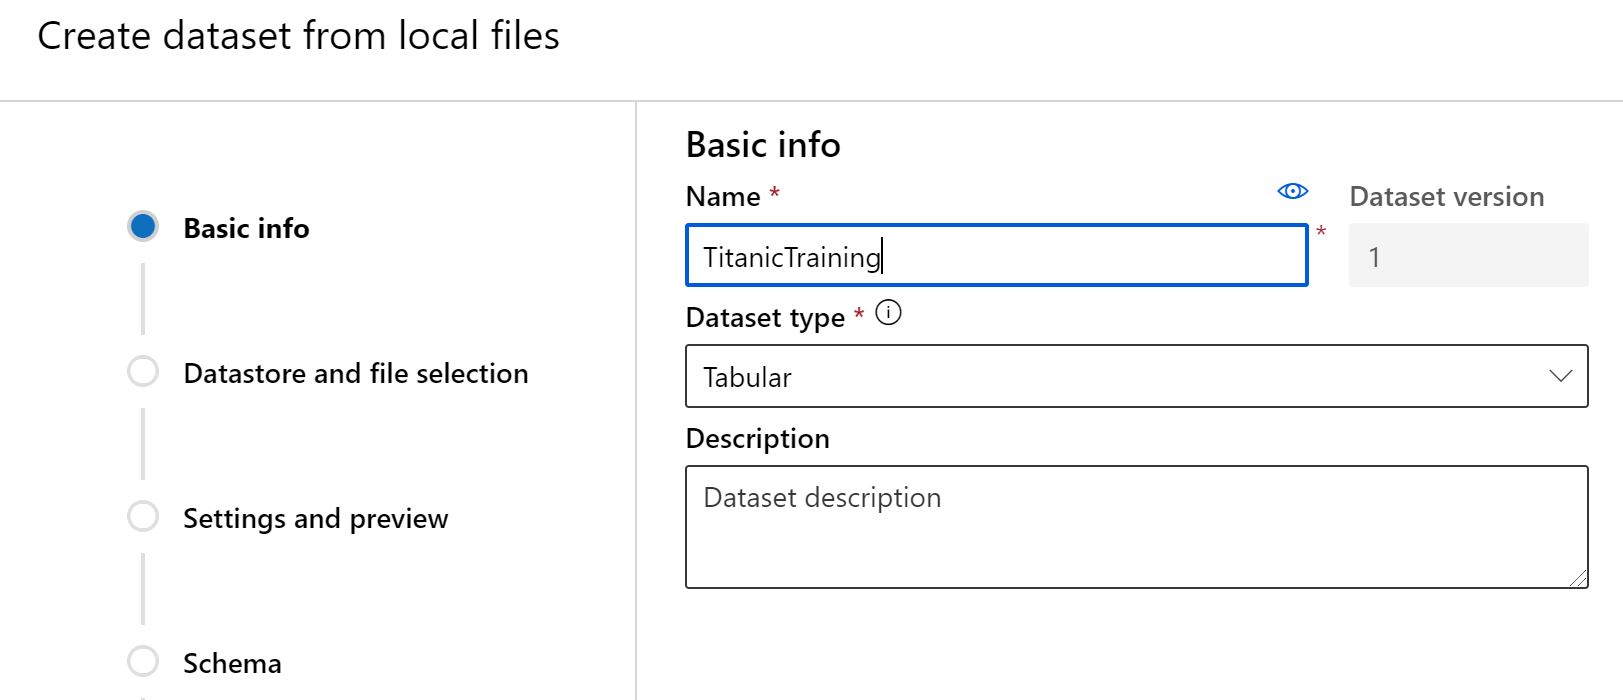 Create dataset from local files
Basic info
Datastore and file selection
Settings and preview
Schema
Basic info
Name *
Dataset version
TitanicTraining
*
1
Dataset type * i
Tabular
Description
Dataset description